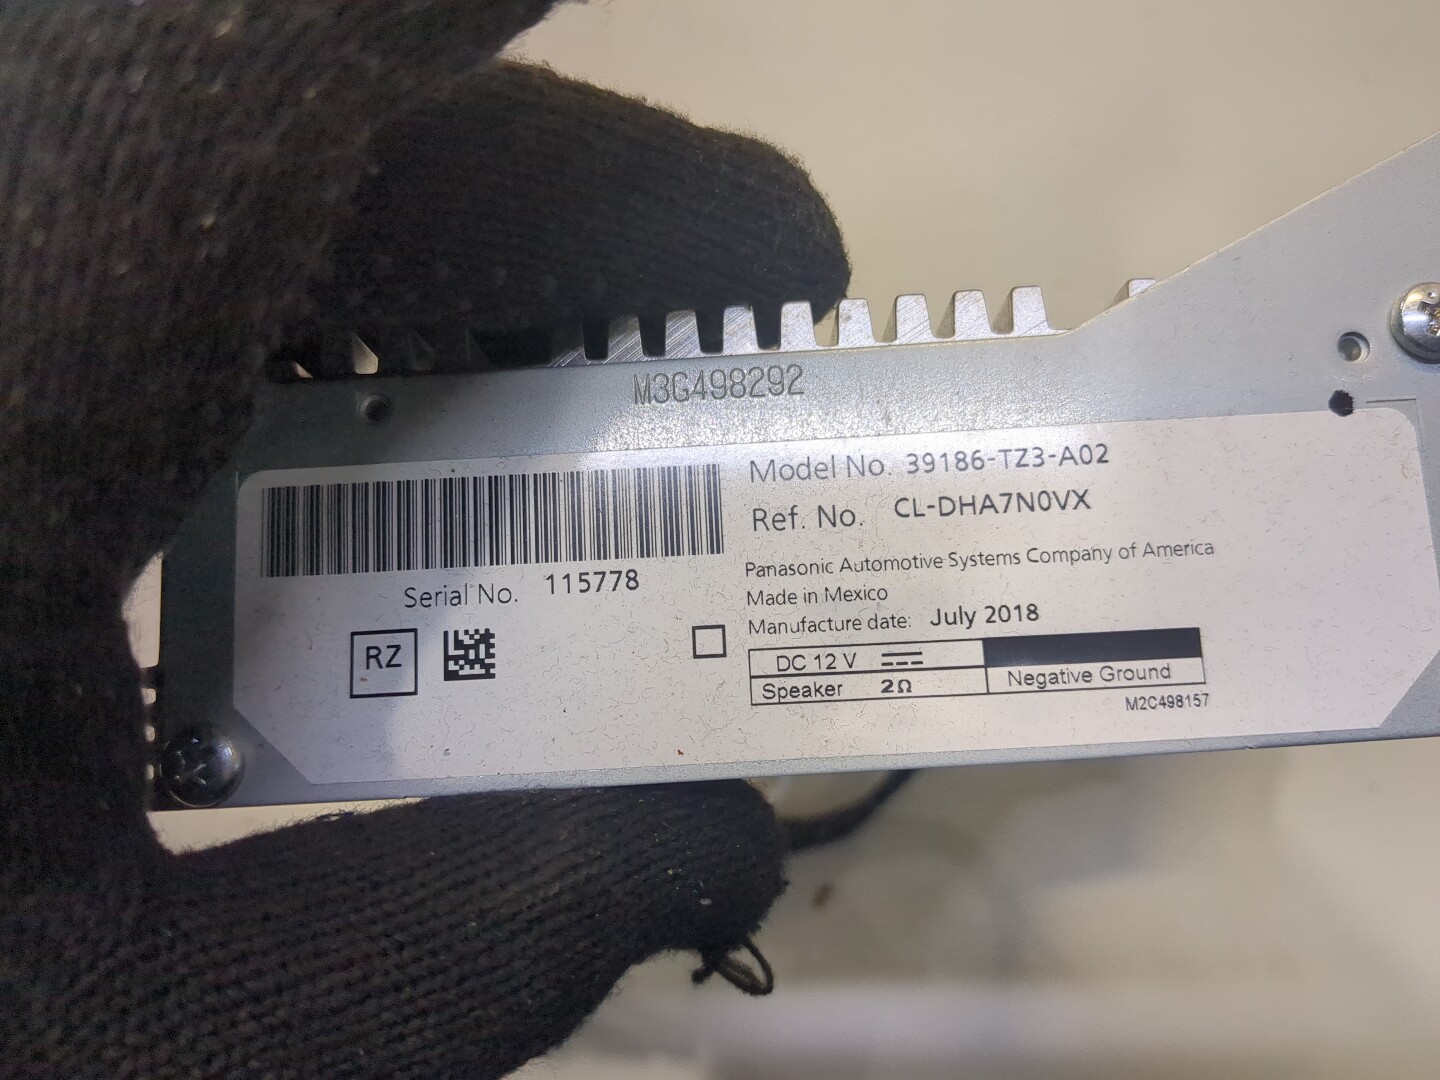 M3G498292
Model No. 39186-TZ3-A02
Ref. No. CL-DHA7N0VX
Panasonic Automotive Systems Company of America
Made in Mexico
Manufacture date: July 2018
Serial No. 115778
RZ
DC 12 V
Speaker 2Ω
Negative Ground
M2C498157